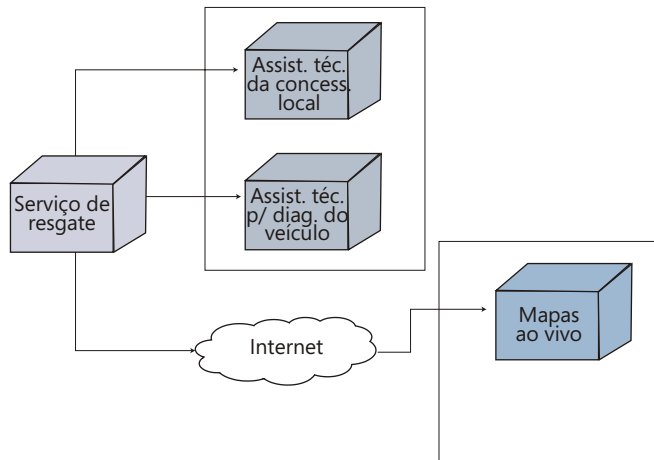 Assist. téc.
da concess.
local
Serviço de
resgate
Assist. téc.
p/ diag. do
veículo
Internet
Mapas
ao vivo